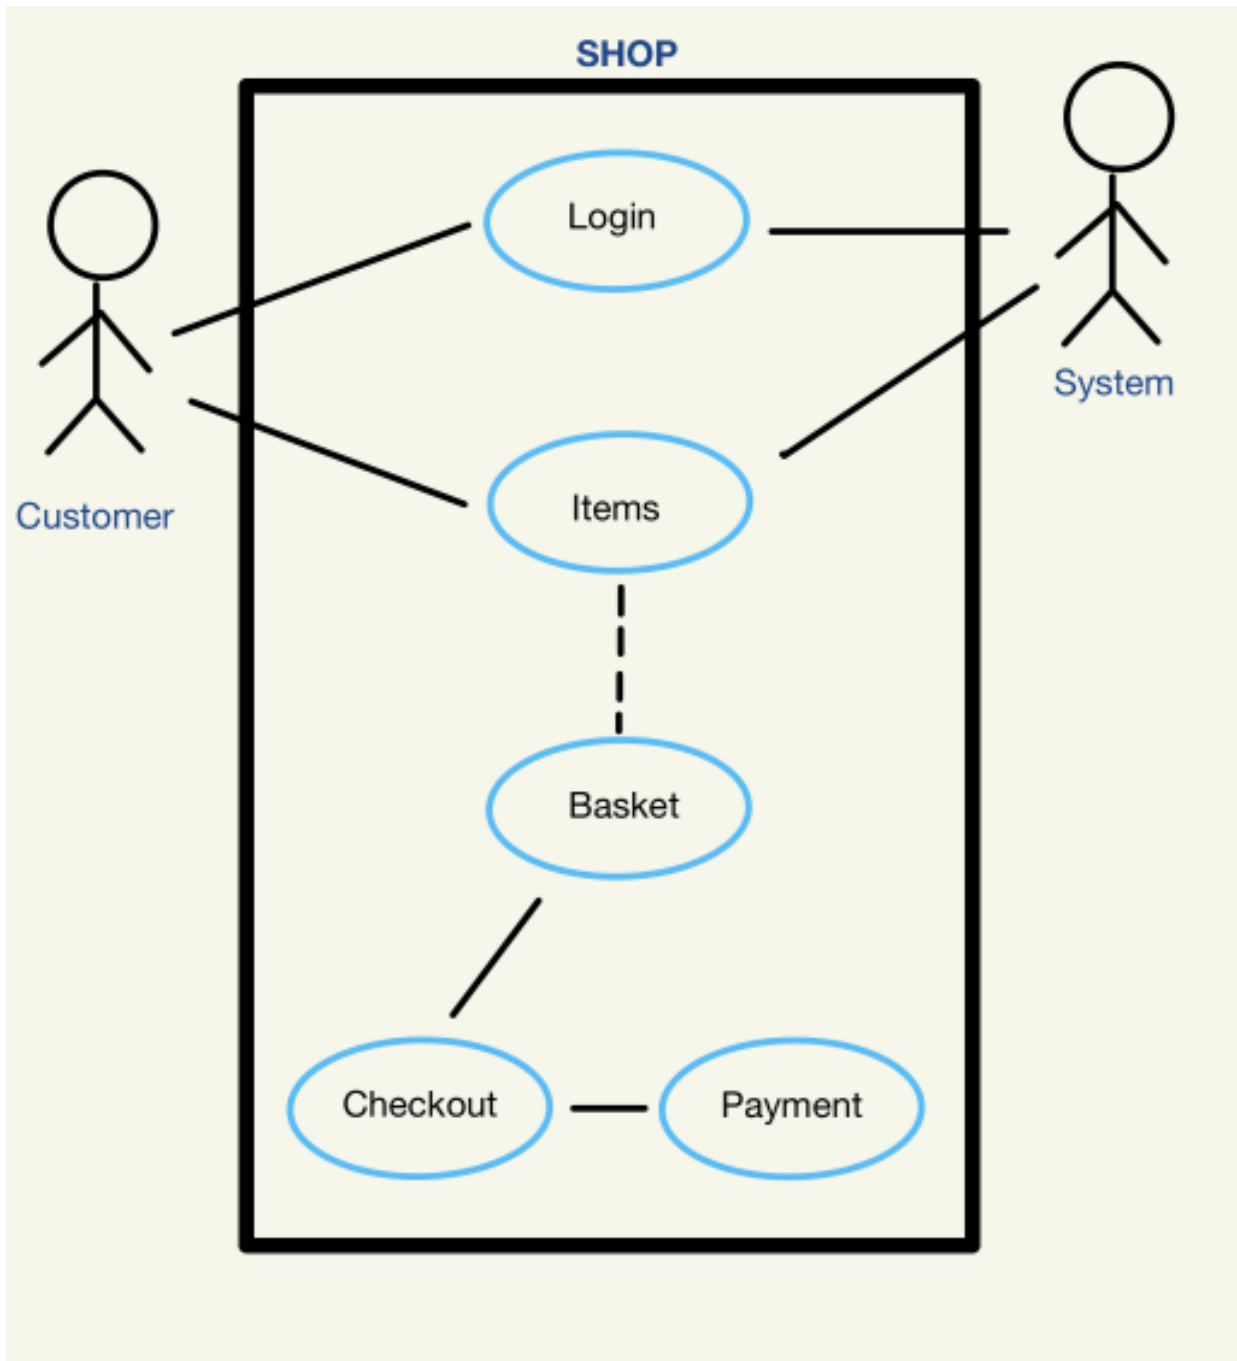 SHOP
Login
System
Items
Customer
Basket
Checkout
Payment